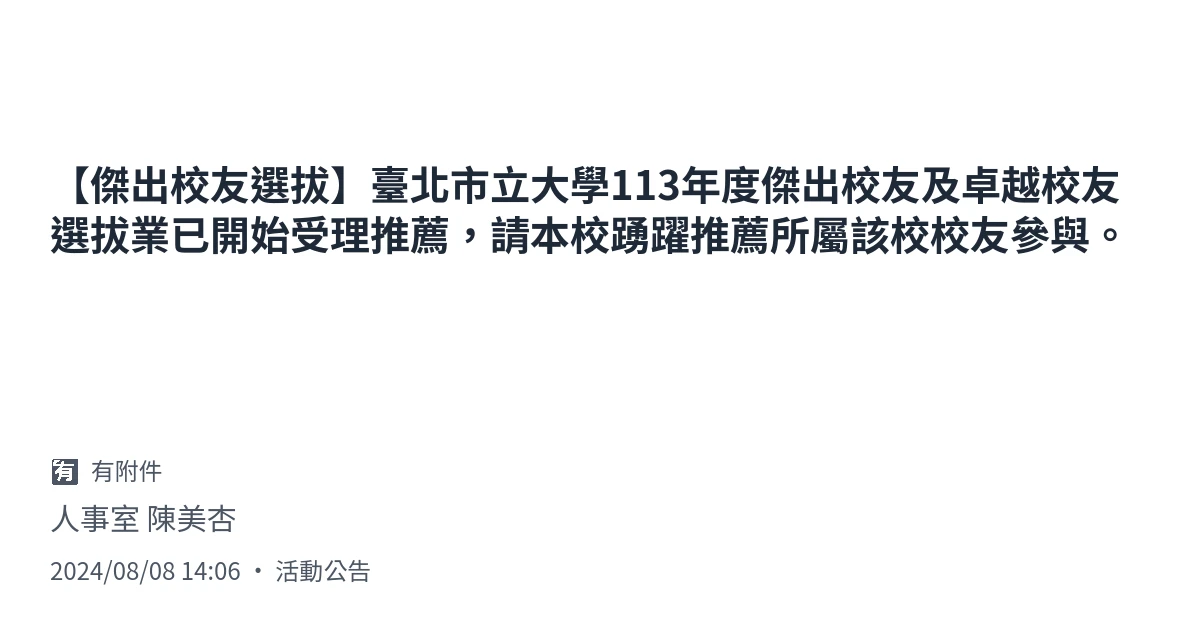 【傑出校友選拔】臺北市立大學113年度傑出校友及卓越校友
選拔業已開始受理推薦，請本校踴躍推薦所屬該校校友參與。
有 有附件
人事室 陳美杏
2024/08/08 14:06 • 活動公告